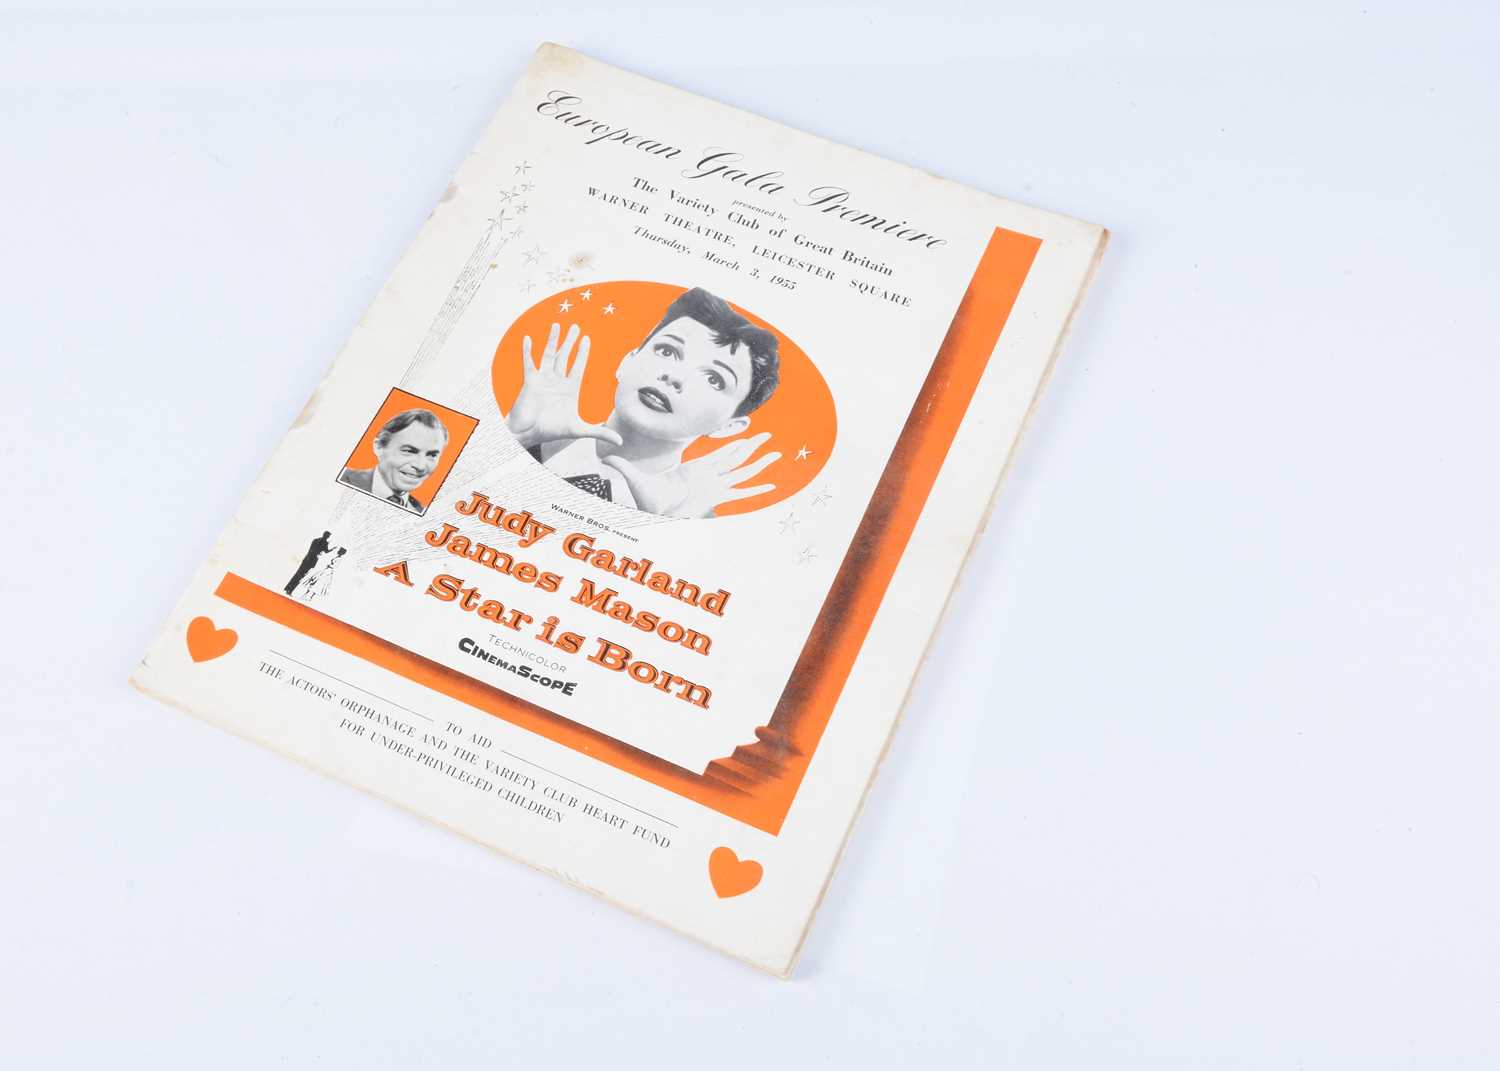 European Gala Premiere
presented by
The Variety Club of Great Britain
WARNER THEATRE, LEICESTER SQUARE
Thursday, March 3, 1955
WARNER BROS. PRESENT
Judy Garland
James Mason
A Star is Born
TECHNICOLOR
CINEMASCOPE
TO AID
THE ACTORS' ORPHANAGE AND THE VARIETY CLUB HEART FUND
FOR UNDER-PRIVILEGED CHILDREN